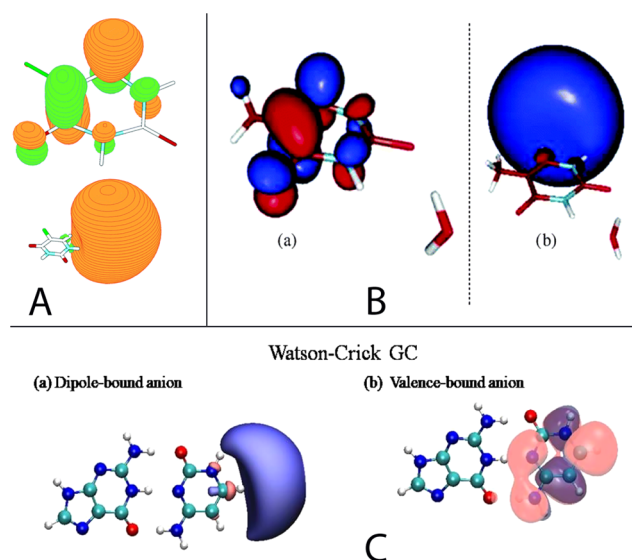 A
(a)
B
(b)
Watson-Crick GC
(a) Dipole-bound anion
(b) Valence-bound anion
C